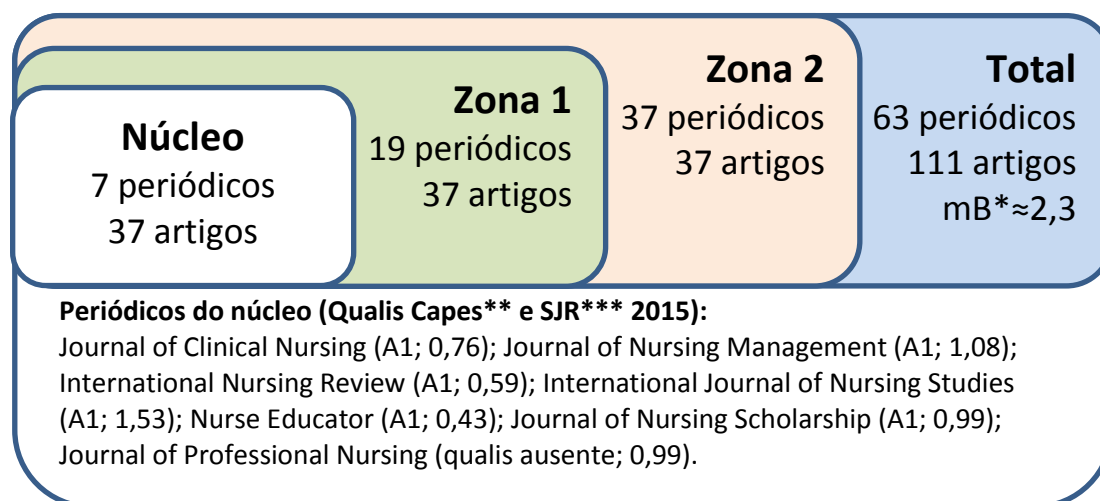 Núcleo
7 periódicos
37 artigos
Zona 1
19 periódicos
37 artigos
Zona 2
37 periódicos
37 artigos
Total
63 periódicos
111 artigos
mB*≈2,3
Periódicos do núcleo (Qualis Capes** e SJR*** 2015):
Journal of Clinical Nursing (A1; 0,76); Journal of Nursing Management (A1; 1,08);
International Nursing Review (A1; 0,59); International Journal of Nursing Studies
(A1; 1,53); Nurse Educator (A1; 0,43); Journal of Nursing Scholarship (A1; 0,99);
Journal of Professional Nursing (qualis ausente; 0,99).